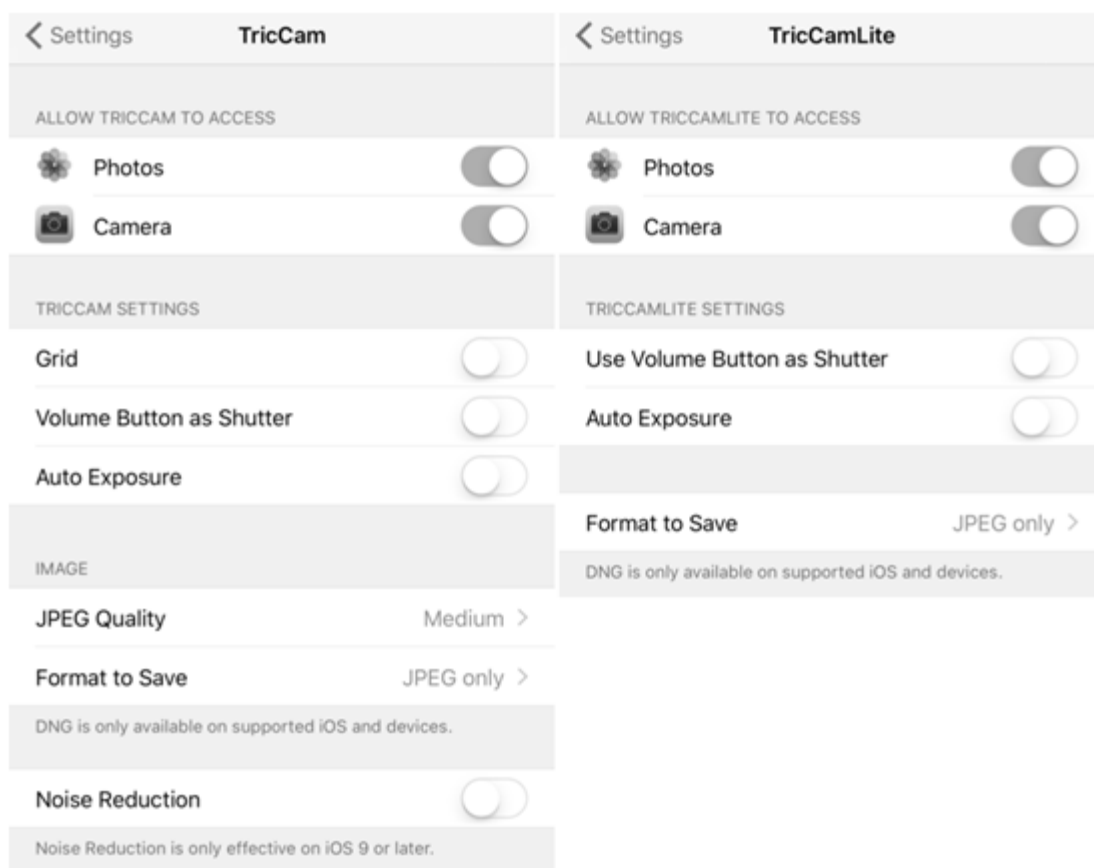 Settings
TricCam
ALLOW TRICCAM TO ACCESS
Photos
Camera
TRICCAM SETTINGS
Grid
Volume Button as Shutter
Auto Exposure
IMAGE
JPEG Quality Medium
Format to Save JPEG only
DNG is only available on supported iOS and devices.
Noise Reduction
Noise Reduction is only effective on iOS 9 or later.
Settings
TricCamLite
ALLOW TRICCAMLITE TO ACCESS
Photos
Camera
TRICCAMLITE SETTINGS
Use Volume Button as Shutter
Auto Exposure
Format to Save JPEG only
DNG is only available on supported iOS and devices.